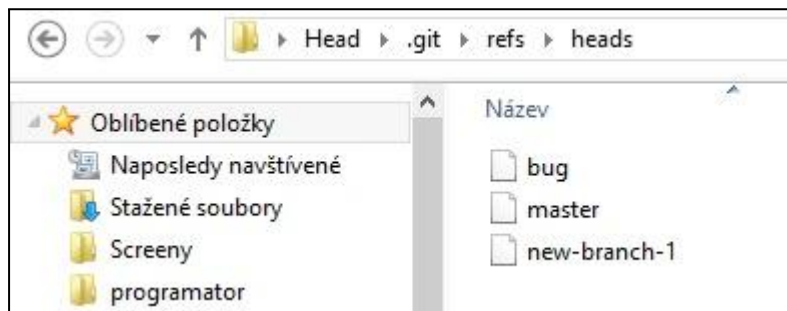 Head .git refs heads
Oblíbené položky
Naposledy navštívené
Stažené soubory
Screeny
programator
Název
bug
master
new-branch-1